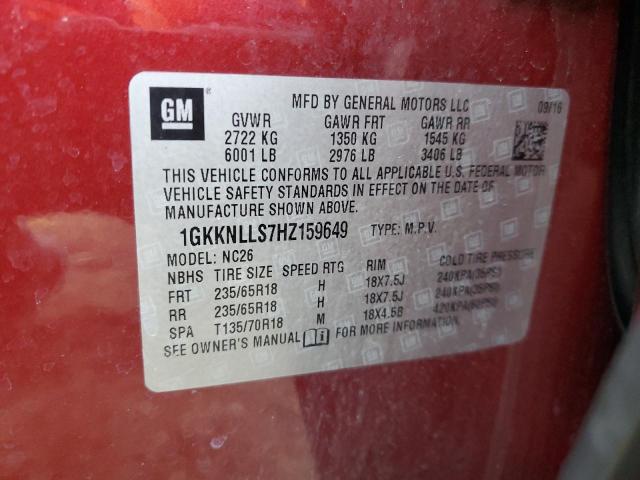 GM
MFD BY GENERAL MOTORS LLC 09/16
GVWR GAWR FRT GAWR RR
2722 KG 1350 KG 1545 KG
6001 LB 2976 LB 3406 LB
THIS VEHICLE CONFORMS TO ALL APPLICABLE U.S. FEDERAL MOTOR
VEHICLE SAFETY STANDARDS IN EFFECT ON THE DATE OF
MANUFACTURE SHOWN ABOVE.
1GKKNLLS7HZ159649 TYPE: M.P.V.
MODEL: NC26
NBHS TIRE SIZE SPEED RTG RIM COLD TIRE PRESSURE
FRT 235/65R18 H 18X7.5J 240KPA(35PSI)
RR 235/65R18 H 18X7.5J 240KPA(35PSI)
SPA T135/70R18 M 18X4.5B 420KPA(60PSI)
SEE OWNER'S MANUAL FOR MORE INFORMATION.